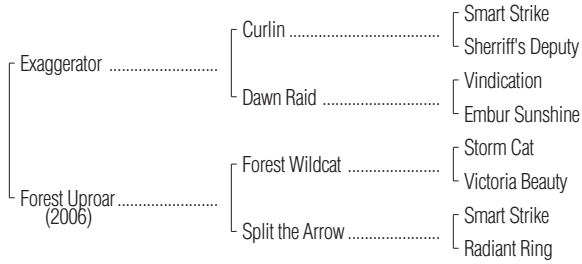 Smart Strike
Curlin ..........................
Sherriff's Deputy
Exaggerator ..........................
Vindication
Dawn Raid ....................
Embur Sunshine
Storm Cat
Forest Wildcat ...............
Victoria Beauty
Forest Uproar ........................
(2006)
Smart Strike
Split the Arrow ................
Radiant Ring